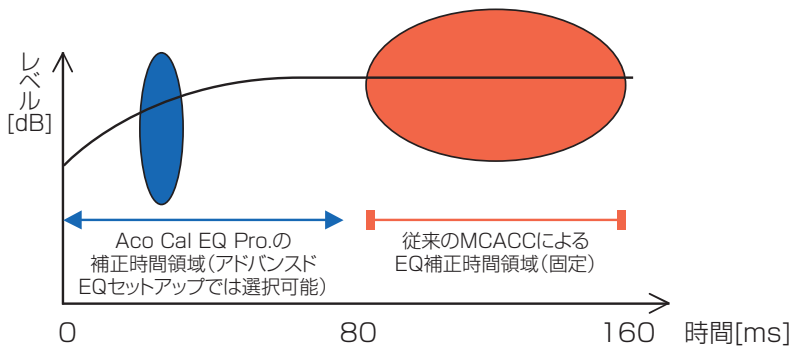 レベル
[dB]
Aco Cal EQ Pro.の
補正時間領域(アドバンスド
EQセットアップでは選択可能)
従来のMCACCによる
EQ補正時間領域(固定)
0
80
160
時間[ms]